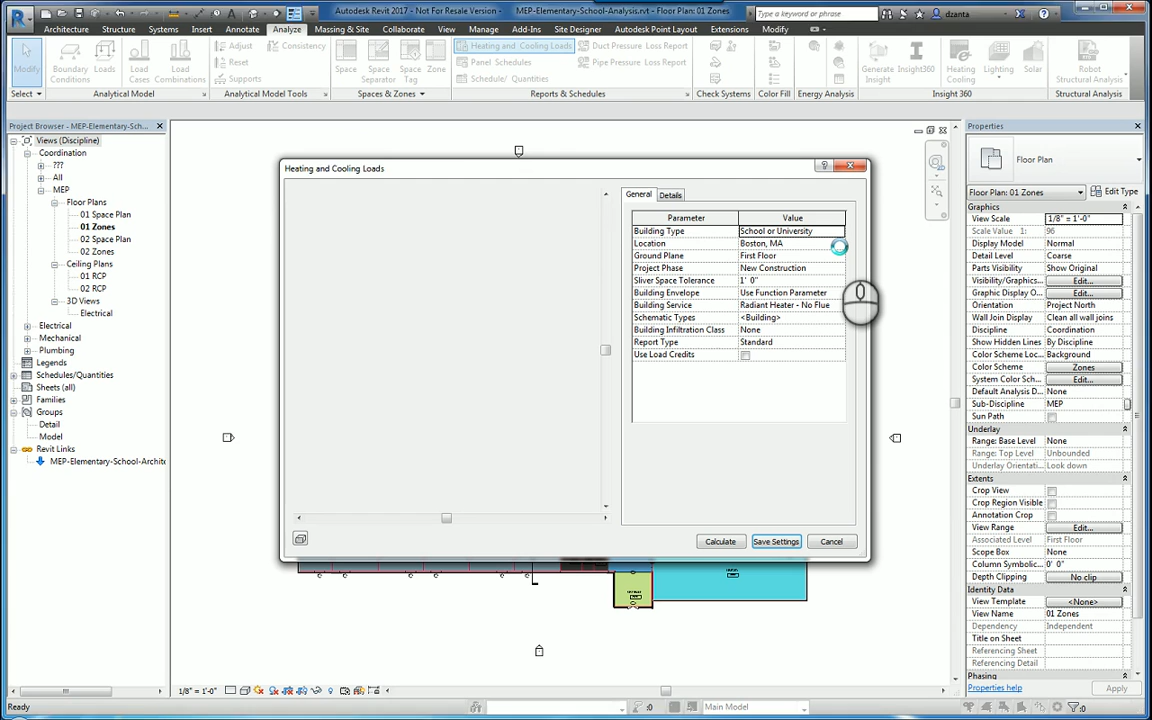 Autodesk Revit 2017 - Not For Resale Version -
MEP-Elementary-School-Analysis.rvt - Floor Plan: 01 Zones
Type a keyword or phrase
dzanta
Architecture
Structure
Systems
Insert
Annotate
Analyze
Massing & Site
Collaborate
View
Manage
Add-Ins
Site Designer
Autodesk Point Layout
Extensions
Modify
Modify
Select
Boundary Conditions
Loads
Load Cases
Load Combinations
Analytical Model
Adjust
Reset
Supports
Consistency
Analytical Model Tools
Space
Space Separator
Space Tag
Zone
Spaces & Zones
Heating and Cooling Loads
Panel Schedules
Schedule/ Quantities
Duct Pressure Loss Report
Pipe Pressure Loss Report
Reports & Schedules
Check Systems
Color Fill
Energy Analysis
Generate Insight
Insight360
Heating Cooling
Lighting
Solar
Insight 360
Robot Structural Analysis
Structural Analysis
Project Browser - MEP-Elementary-Sch...
Views (Discipline)
Coordination
???
All
MEP
Floor Plans
01 Space Plan
01 Zones
02 Space Plan
02 Zones
Ceiling Plans
01 RCP
02 RCP
3D Views
Electrical
Electrical
Mechanical
Plumbing
Legends
Schedules/Quantities
Sheets (all)
Families
Groups
Detail
Model
Revit Links
MEP-Elementary-School-Archite
Heating and Cooling Loads
General
Details
Parameter Value
Building Type School or University
Location Boston, MA
Ground Plane First Floor
Project Phase New Construction
Sliver Space Tolerance 1' 0"
Building Envelope Use Function Parameter
Building Service Radiant Heater - No Flue
Schematic Types <Building>
Building Infiltration Class None
Report Type Standard
Use Load Credits
Calculate
Save Settings
Cancel
Properties
Floor Plan
Floor Plan: 01 Zones
Edit Type
Graphics
View Scale 1/8" = 1'-0"
Scale Value 1: 96
Display Model Normal
Detail Level Coarse
Parts Visibility Show Original
Visibility/Graphics... Edit...
Graphic Display O... Edit...
Orientation Project North
Wall Join Display Clean all wall joins
Discipline Coordination
Show Hidden Lines By Discipline
Color Scheme Lo... Background
Color Scheme Zones
System Color Sch... Edit...
Default Analysis D... None
Sub-Discipline MEP
Sun Path
Underlay
Range: Base Level None
Range: Top Level Unbounded
Underlay Orientati... Look down
Extents
Crop View
Crop Region Visible
Annotation Crop
View Range Edit...
Associated Level First Floor
Scope Box None
Column Symbolic... 0' 0"
Depth Clipping No clip
Identity Data
View Template <None>
View Name 01 Zones
Dependency Independent
Title on Sheet
Referencing Sheet
Referencing Detail
Phasing
Properties help
Apply
1/8" = 1'-0"
Ready
:0
Main Model
:0